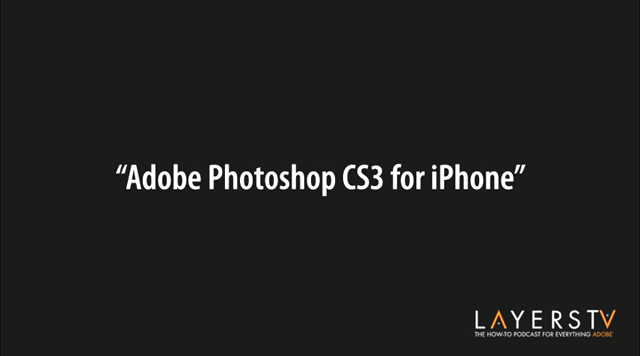 “Adobe Photoshop CS3 for iPhone”
LAYERSTV
THE HOW-TO PODCAST FOR EVERYTHING ADOBE®